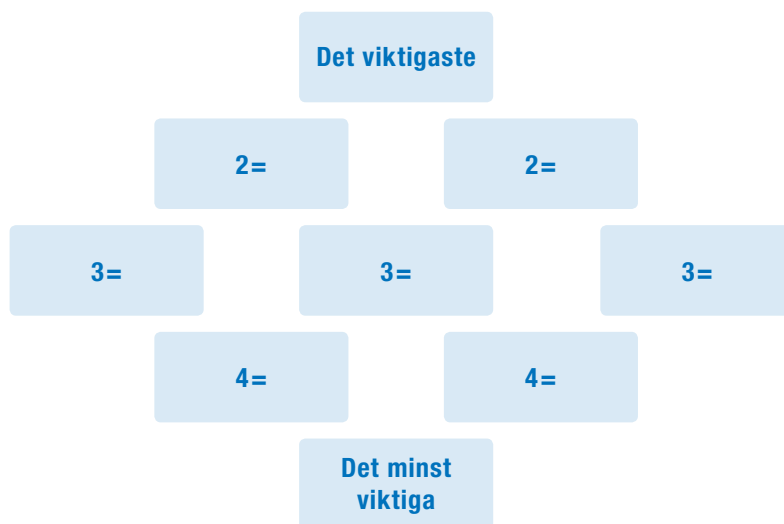 Det viktigaste
2=
2=
3=
3=
3=
4=
4=
Det minst
viktiga